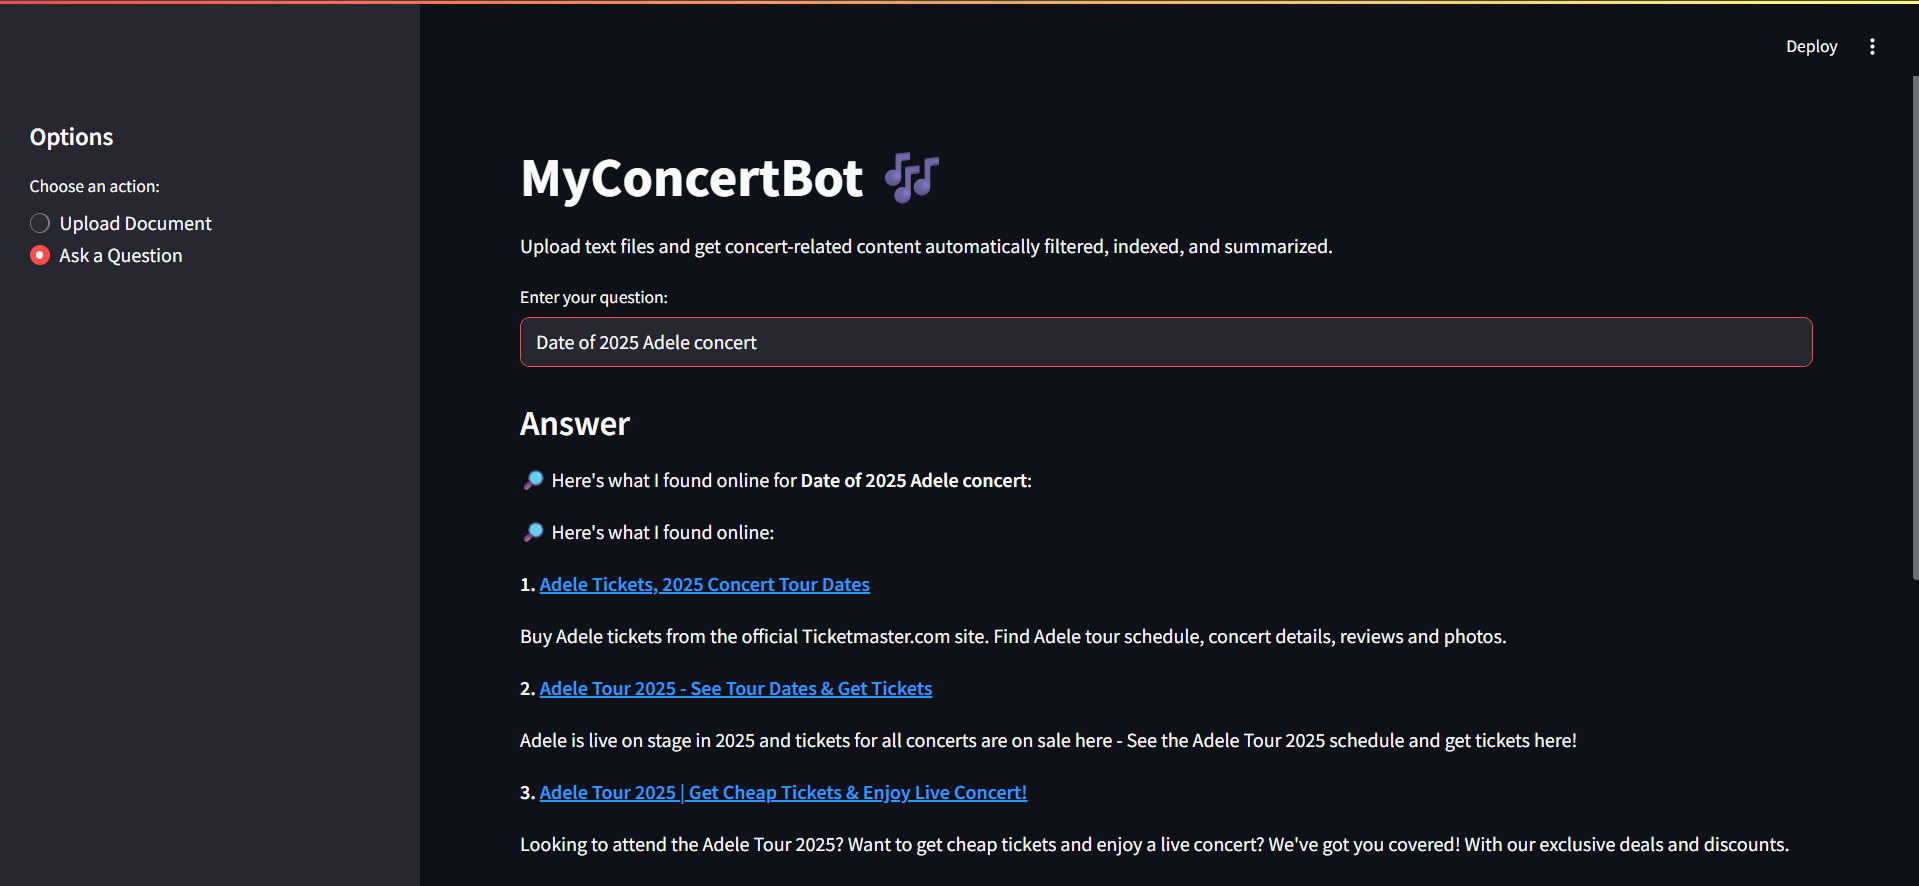 Deploy
Options
Choose an action:
Upload Document
Ask a Question
MyConcertBot 🎶
Upload text files and get concert-related content automatically filtered, indexed, and summarized.
Enter your question:
Date of 2025 Adele concert
Answer
🔎 Here's what I found online for Date of 2025 Adele concert:
🔎 Here's what I found online:
1. Adele Tickets, 2025 Concert Tour Dates
Buy Adele tickets from the official Ticketmaster.com site. Find Adele tour schedule, concert details, reviews and photos.
2. Adele Tour 2025 - See Tour Dates & Get Tickets
Adele is live on stage in 2025 and tickets for all concerts are on sale here - See the Adele Tour 2025 schedule and get tickets here!
3. Adele Tour 2025 | Get Cheap Tickets & Enjoy Live Concert!
Looking to attend the Adele Tour 2025? Want to get cheap tickets and enjoy a live concert? We've got you covered! With our exclusive deals and discounts.